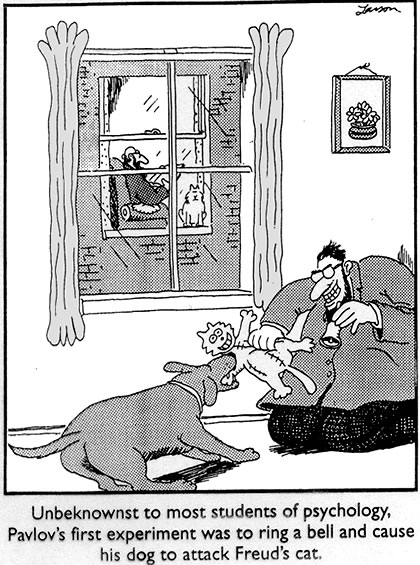 Larson
Unbeknownst to most students of psychology,
Pavlov's first experiment was to ring a bell and cause
his dog to attack Freud's cat.